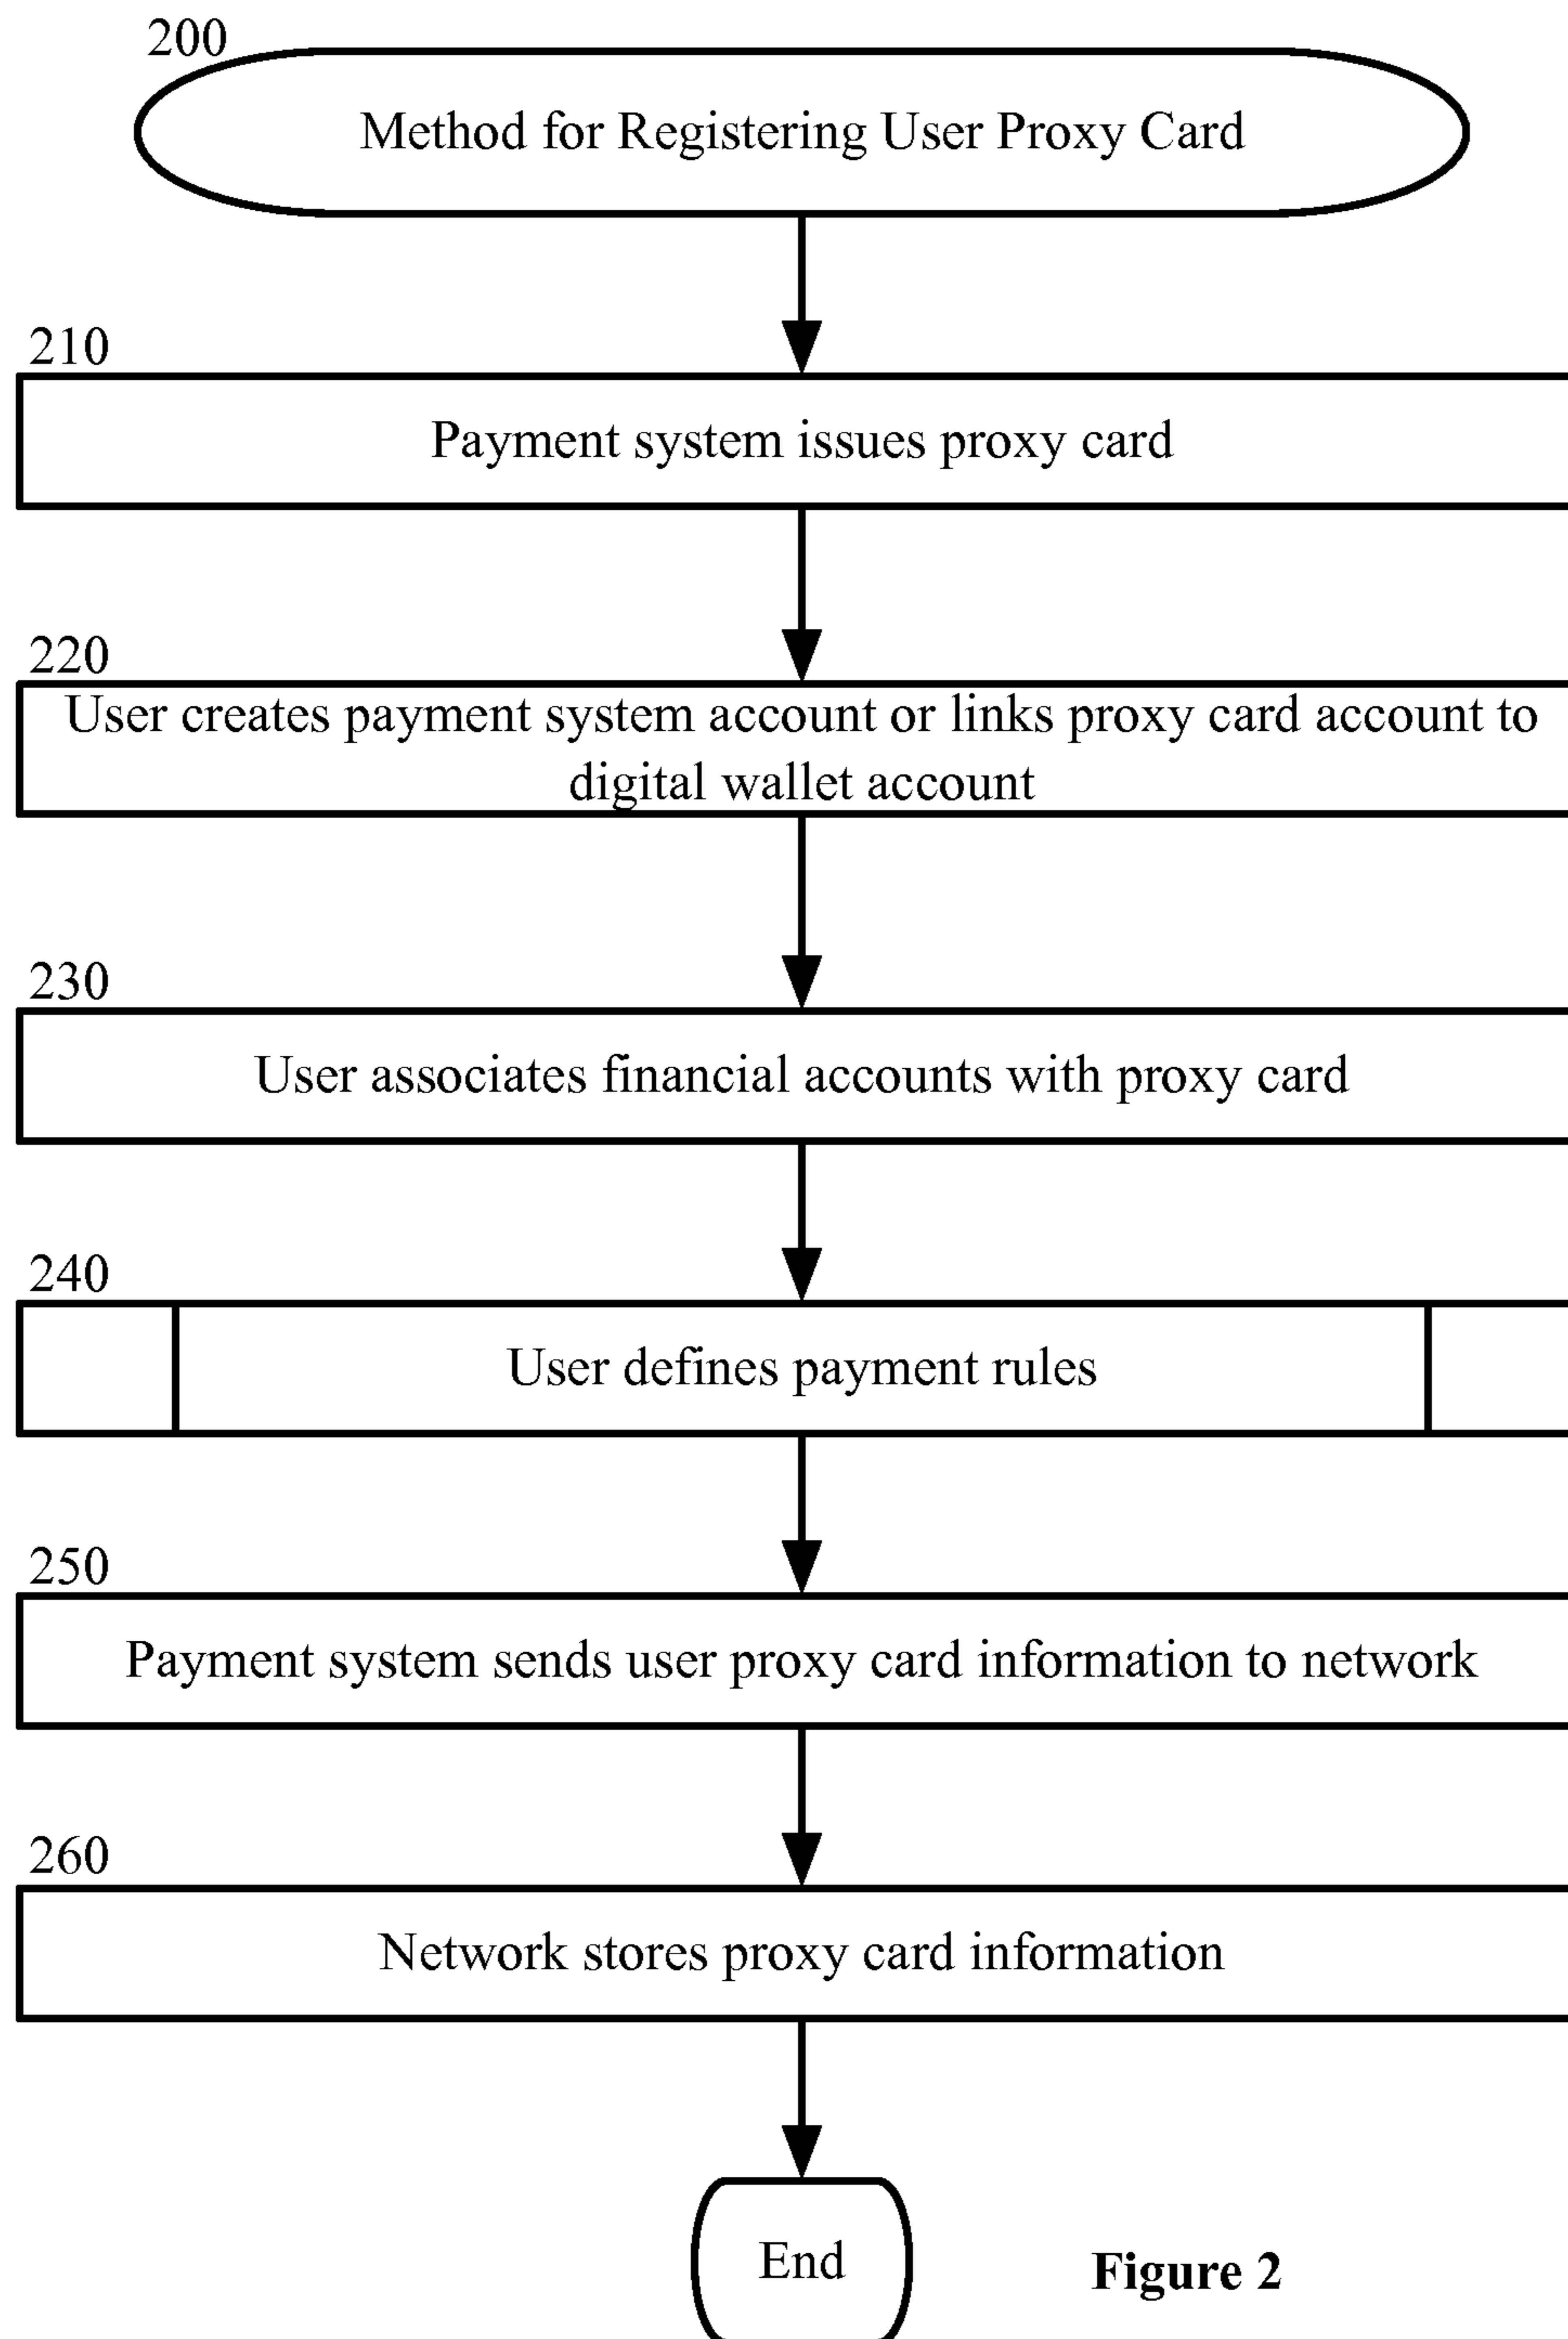 200
Method for Registering User Proxy Card
210
Payment system issues proxy card
220
User creates payment system account or links proxy card account to
digital wallet account
230
User associates financial accounts with proxy card
240
User defines payment rules
250
Payment system sends user proxy card information to network
260
Network stores proxy card information
End
Figure 2